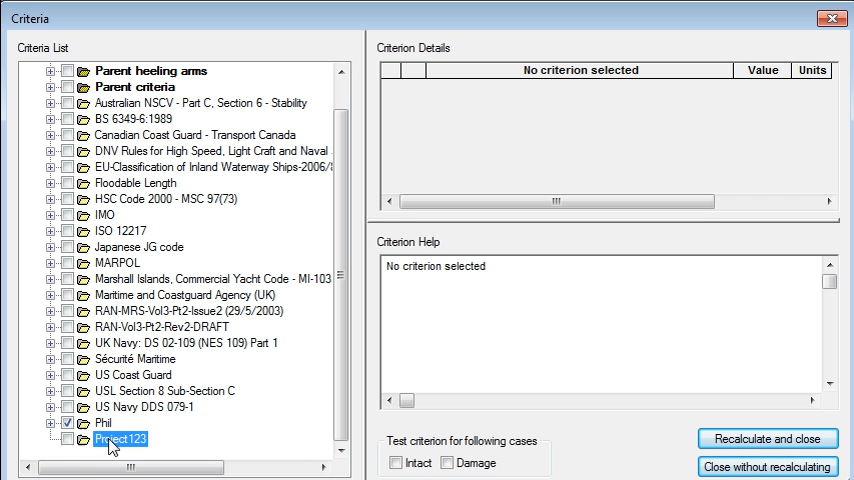 Criteria
Criteria List
Parent heeling arms
Parent criteria
Australian NSCV - Part C, Section 6 - Stability
BS 6349-6:1989
Canadian Coast Guard - Transport Canada
DNV Rules for High Speed, Light Craft and Naval
EU-Classification of Inland Waterway Ships-2006/8
Floodable Length
HSC Code 2000 - MSC 97(73)
IMO
ISO 12217
Japanese JG code
MARPOL
Marshall Islands, Commercial Yacht Code - MI-103
Maritime and Coastguard Agency (UK)
RAN-MRS-Vol3-Pt2-Issue2 (29/5/2003)
RAN-Vol3-Pt2-Rev2-DRAFT
UK Navy: DS 02-109 (NES 109) Part 1
Sécurité Maritime
US Coast Guard
USL Section 8 Sub-Section C
US Navy DDS 079-1
Phil
Project123
Criterion Details
No criterion selected Value Units
Criterion Help
No criterion selected
Test criterion for following cases
Intact Damage
Recalculate and close
Close without recalculating